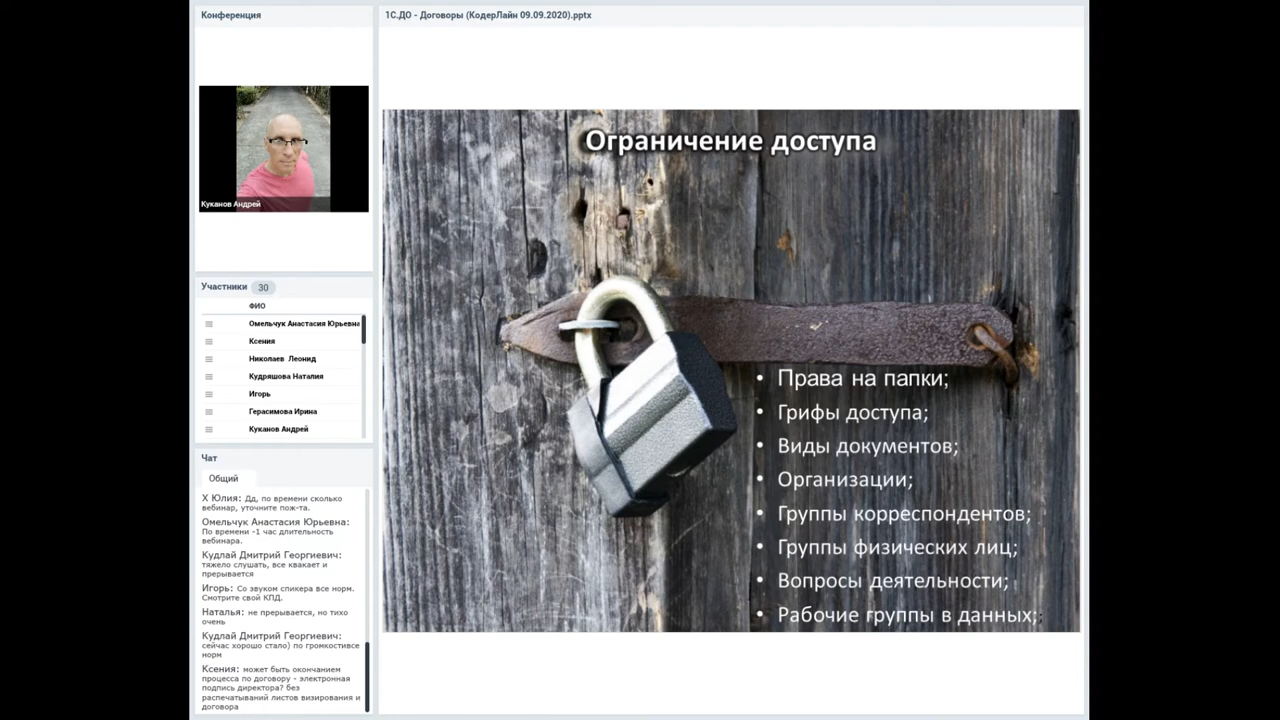 Конференция
Куканов Андрей
Участники 30
ФИО
Омельчук Анастасия Юрьевна
Ксения
Николаев Леонид
Кудряшова Наталия
Игорь
Герасимова Ирина
Куканов Андрей
Чат
Общий
Х Юлия: Дд, по времени сколько
вебинар, уточните пож-та.
Омельчук Анастасия Юрьевна:
По времени -1 час длительность
вебинара.
Кудлай Дмитрий Георгиевич:
тяжело слушать, все квакает и
прерывается
Игорь: Со звуком спикера все норм.
Смотрите свой КПД.
Наталья: не прерывается, но тихо
очень
Кудлай Дмитрий Георгиевич:
сейчас хорошо стало) по громкостивсе
норм
Ксения: может быть окончанием
процесса по договору - электронная
подпись директора? без
распечатываний листов визирования и
договора
1С.ДО - Договоры (КодерЛайн 09.09.2020).pptx
Ограничение доступа
• Права на папки;
• Грифы доступа;
• Виды документов;
• Организации;
• Группы корреспондентов;
• Группы физических лиц;
• Вопросы деятельности;
• Рабочие группы в данных;